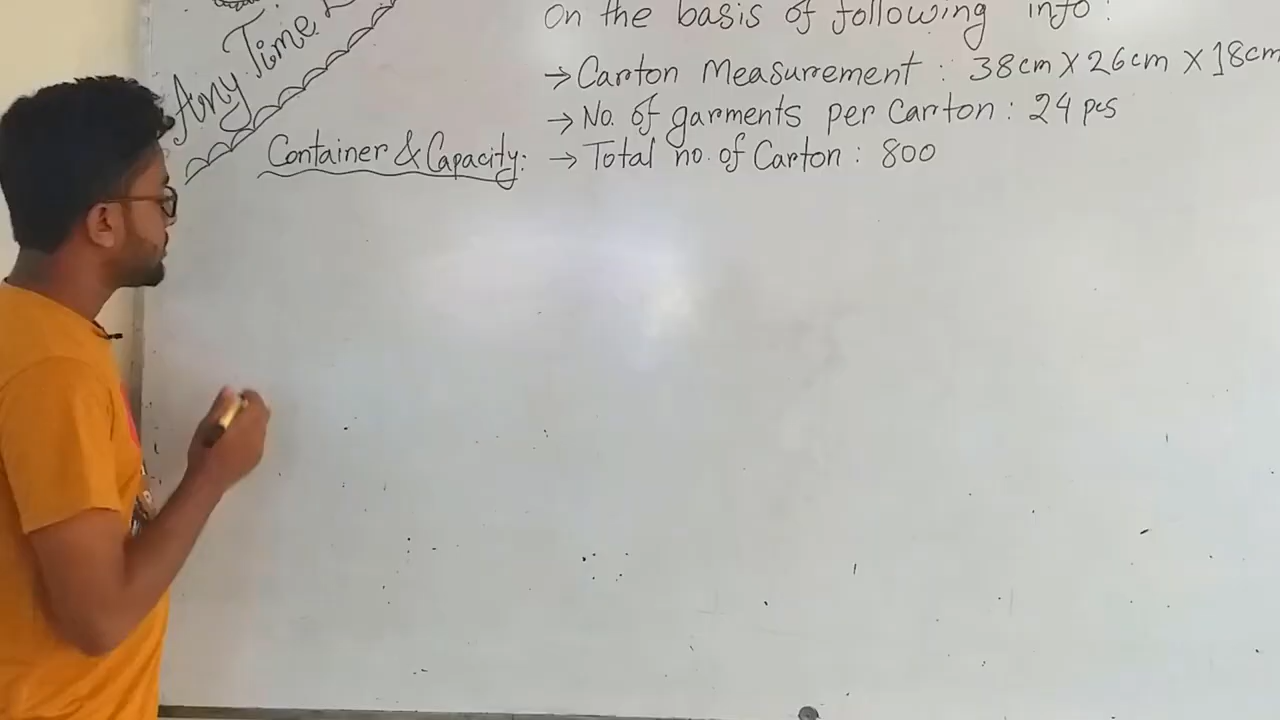 Any Time
On the basis of following info:
→ Carton Measurement : 38cm X 26cm X 18cm
→ No. of garments per Carton : 24 pcs
Container & Capacity: → Total no. of Carton : 800